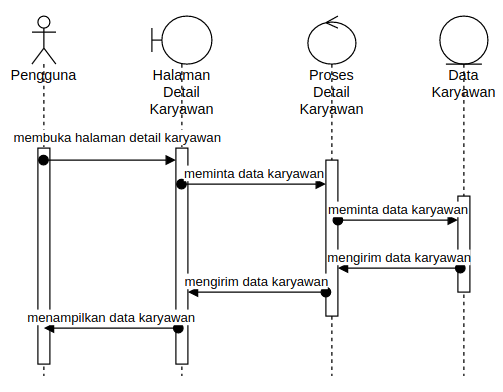 Pengguna
Halaman
Detail
Karyawan
Proses
Detail
Karyawan
Data
Karyawan
membuka halaman detail karyawan
meminta data karyawan
meminta data karyawan
mengirim data karyawan
mengirim data karyawan
menampilkan data karyawan